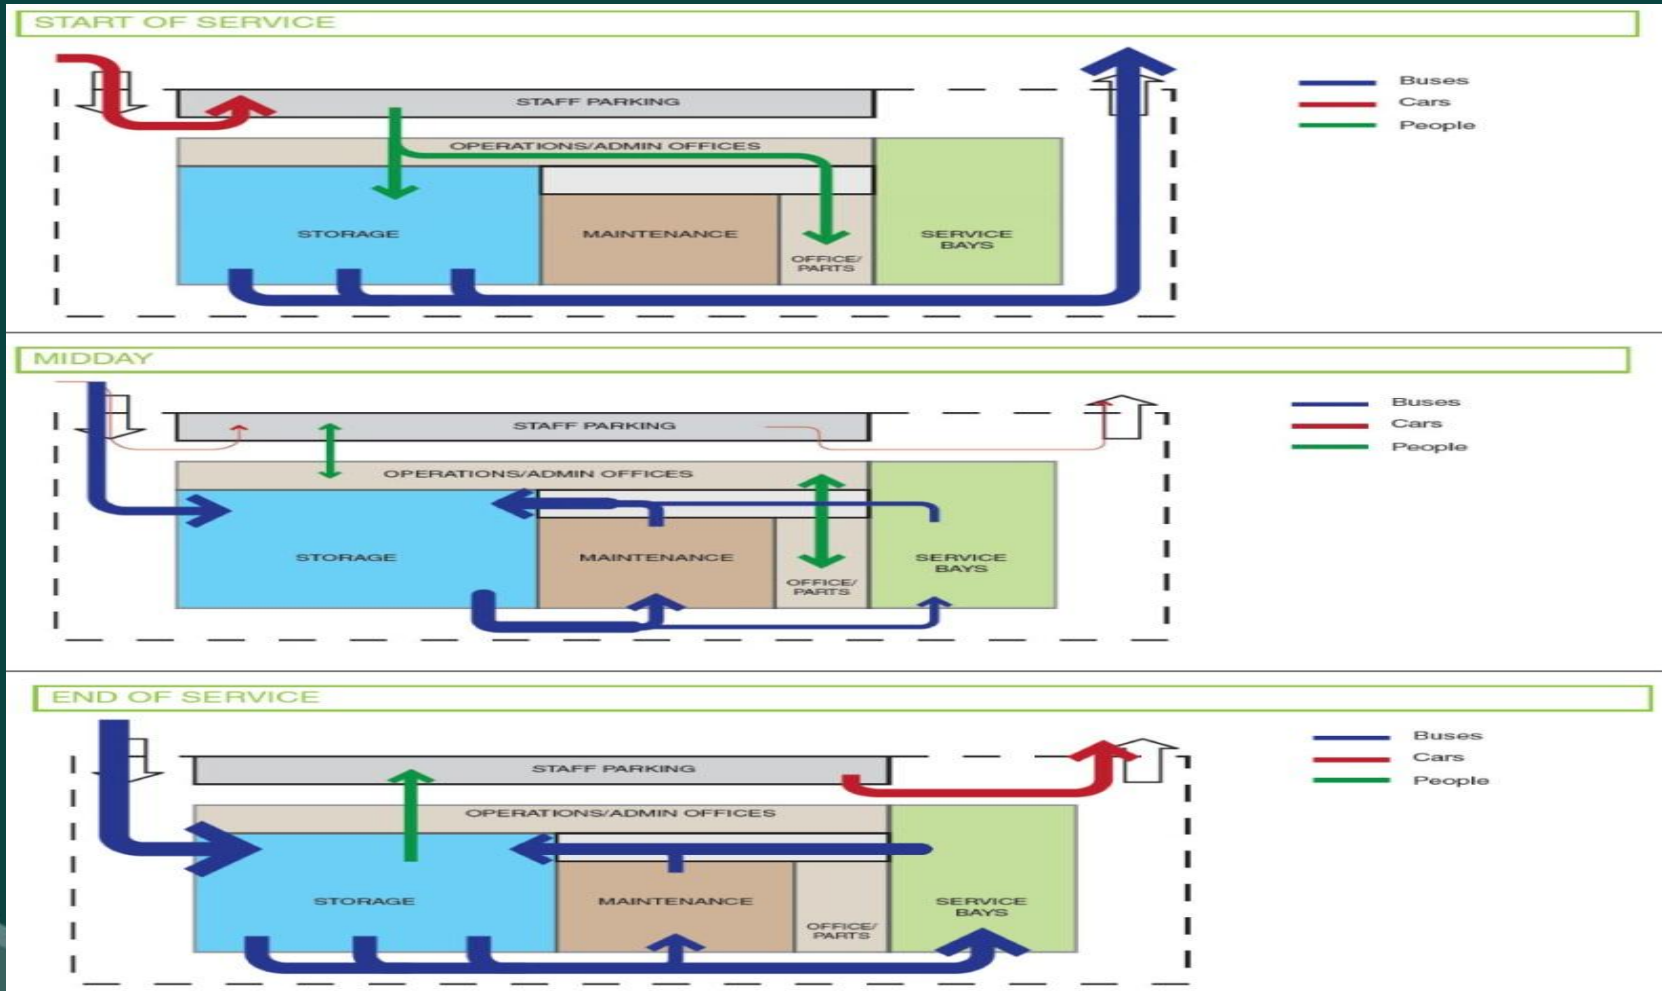 START OF SERVICE
Buses
Cars
People
STAFF PARKING
OPERATIONS/ADMIN OFFICES
STORAGE
MAINTENANCE
OFFICE/
PARTS
SERVICE
BAYS
MIDDAY
Buses
Cars
People
STAFF PARKING
OPERATIONS/ADMIN OFFICES
STORAGE
MAINTENANCE
OFFICE/
PARTS
SERVICE
BAYS
END OF SERVICE
Buses
Cars
People
STAFF PARKING
OPERATIONS/ADMIN OFFICES
STORAGE
MAINTENANCE
OFFICE/
PARTS
SERVICE
BAYS